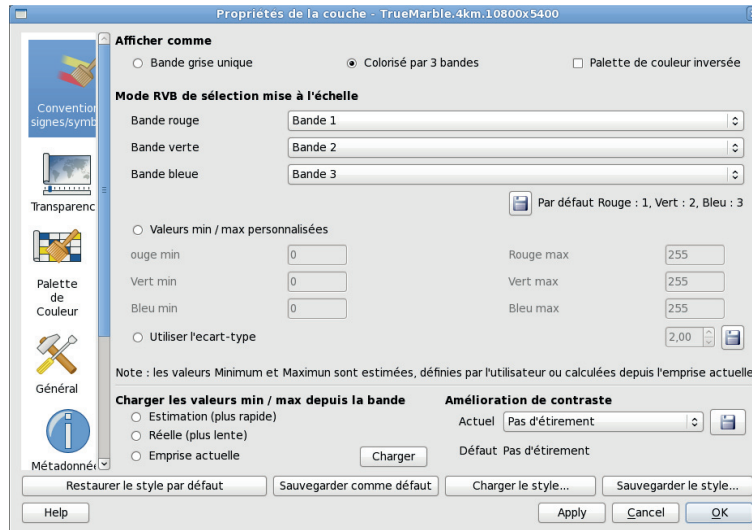 Propriétés de la couche - TrueMarble.4km.10800x5400
Convention
signes/symb
Transparenc
Palette
de
Couleur
Général
Métadonnée
Afficher comme
Bande grise unique
Colorisé par 3 bandes
Palette de couleur inversée
Mode RVB de sélection mise à l'échelle
Bande rouge Bande 1
Bande verte Bande 2
Bande bleue Bande 3
Par défaut Rouge : 1, Vert : 2, Bleu : 3
Valeurs min / max personnalisées
ouge min 0 Rouge max 255
Vert min 0 Vert max 255
Bleu min 0 Bleu max 255
Utiliser l'ecart-type 2,00
Note : les valeurs Minimum et Maximun sont estimées, définies par l'utilisateur ou calculées depuis l'emprise actuelle
Charger les valeurs min / max depuis la bande
Estimation (plus rapide)
Réelle (plus lente)
Emprise actuelle
Charger
Amélioration de contraste
Actuel Pas d'étirement
Défaut Pas d'étirement
Restaurer le style par défaut
Sauvegarder comme défaut
Charger le style...
Sauvegarder le style...
Help
Apply
Cancel
OK